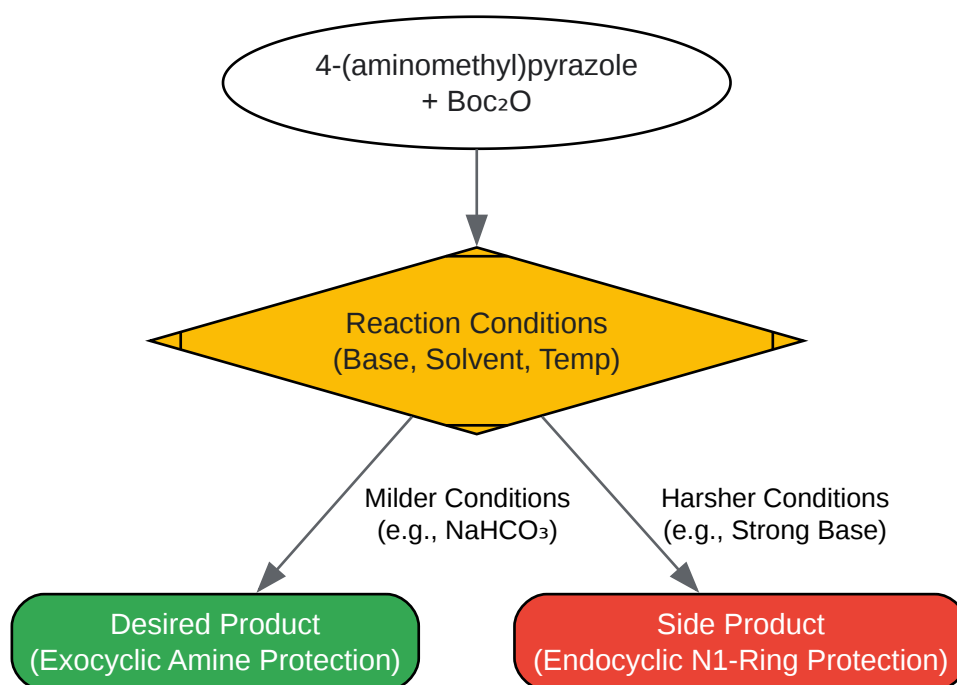 4-(aminomethyl)pyrazole
+ Boc₂O
Reaction Conditions
(Base, Solvent, Temp)
Milder Conditions
(e.g., NaHCO₃)
Harsher Conditions
(e.g., Strong Base)
Desired Product
(Exocyclic Amine Protection)
Side Product
(Endocyclic N1-Ring Protection)